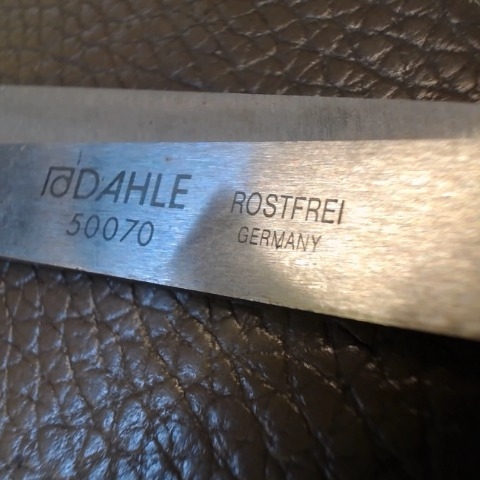 DAHLE
50070
ROSTFREI
GERMANY